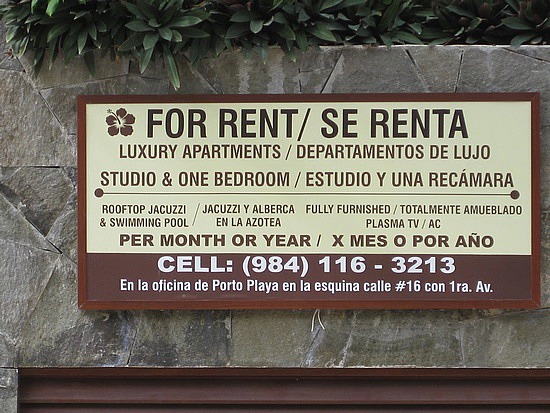 FOR RENT/ SE RENTA
LUXURY APARTMENTS / DEPARTAMENTOS DE LUJO
STUDIO & ONE BEDROOM / ESTUDIO Y UNA RECÁMARA
ROOFTOP JACUZZI & SWIMMING POOL / JACUZZI Y ALBERCA EN LA AZOTEA
FULLY FURNISHED / TOTALMENTE AMUEBLADO
PLASMA TV / AC
PER MONTH OR YEAR / X MES O POR AÑO
CELL: (984) 116 - 3213
En la oficina de Porto Playa en la esquina calle #16 con 1ra. Av.